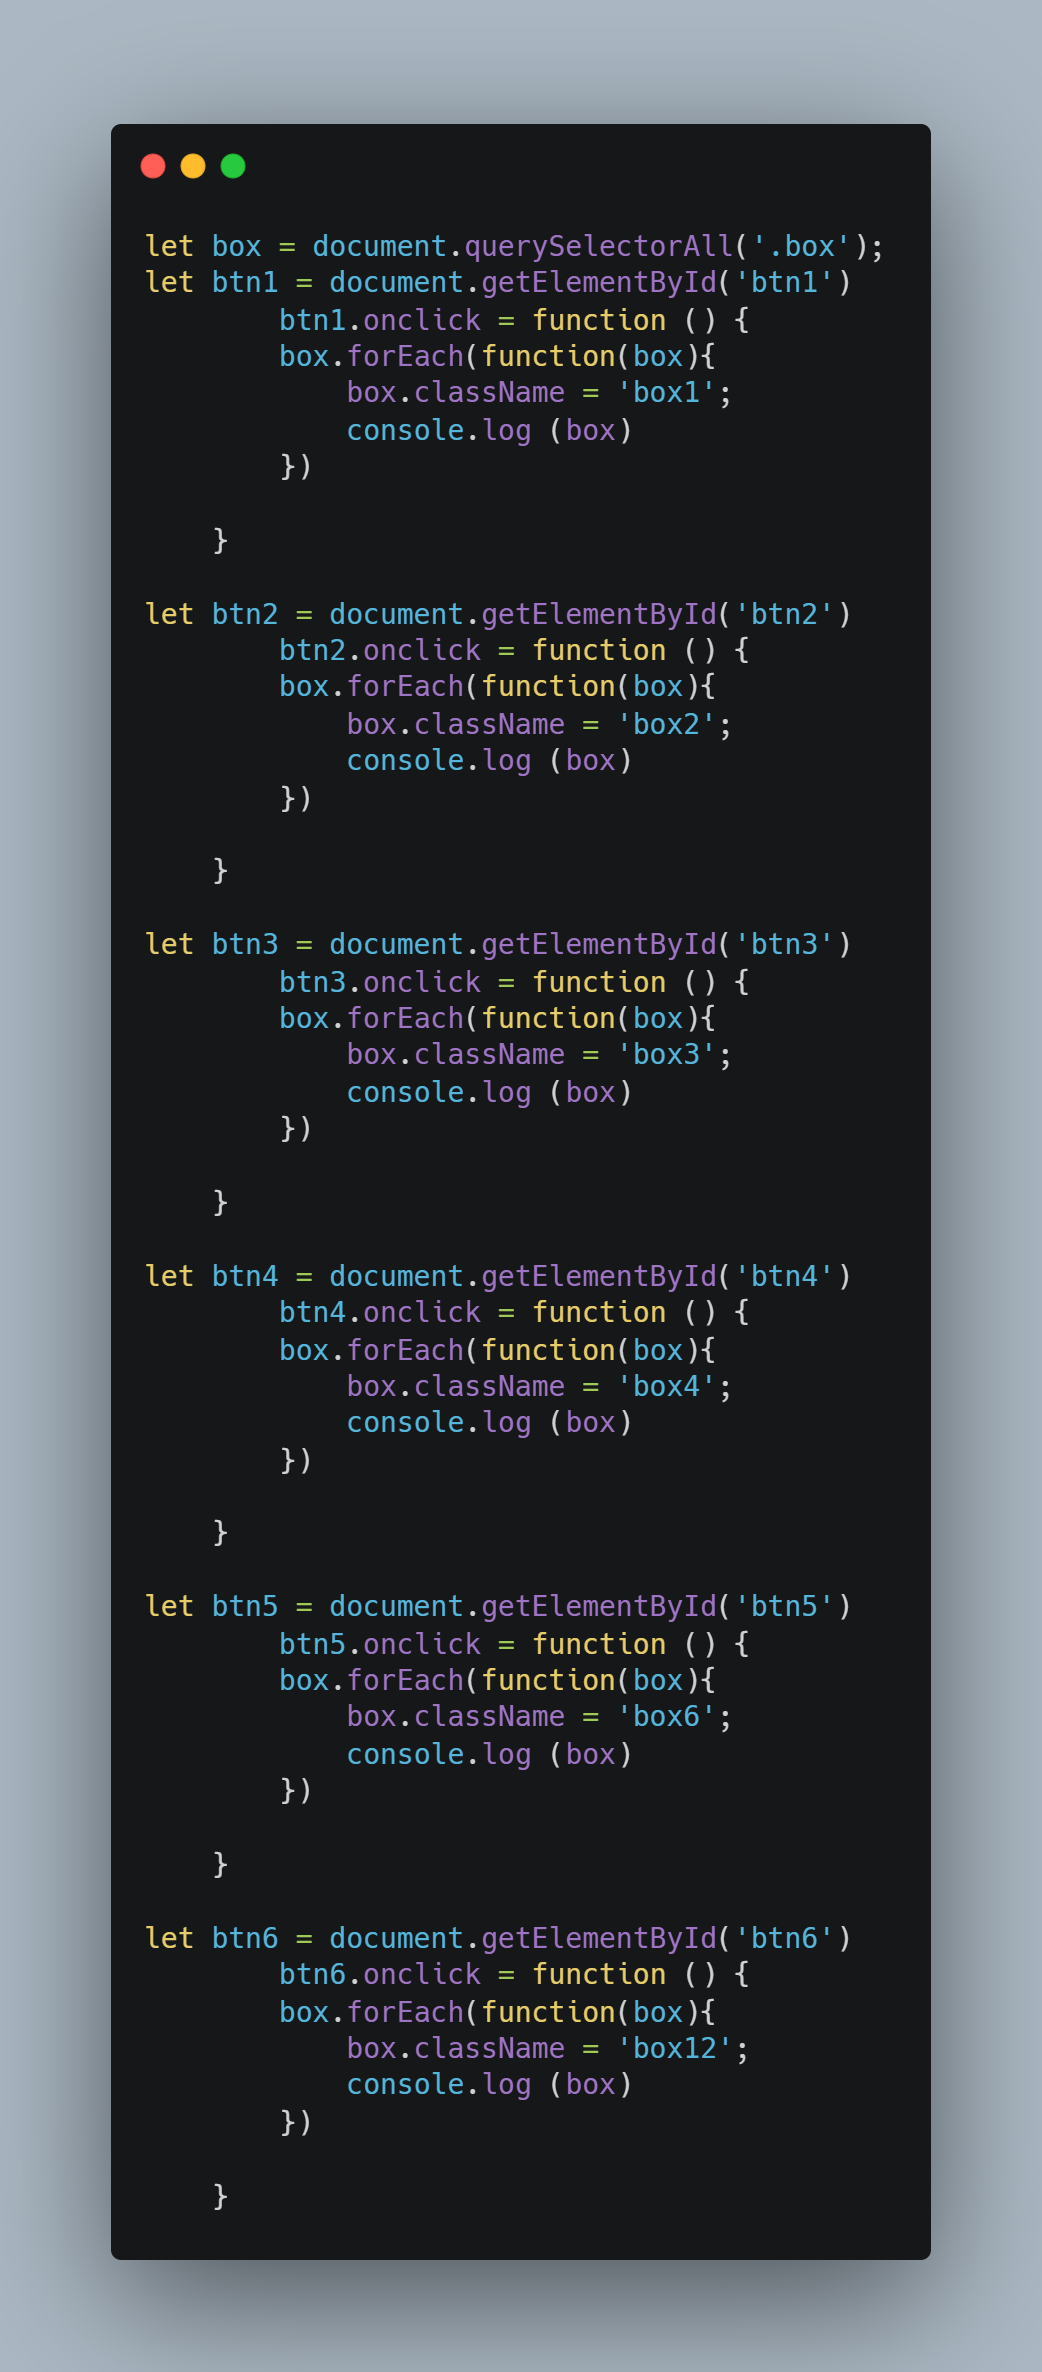 let box = document.querySelectorAll('.box');
let btn1 = document.getElementById('btn1')
        btn1.onclick = function () {
        box.forEach(function(box){
            box.className = 'box1';
            console.log (box)
        })

    }

let btn2 = document.getElementById('btn2')
        btn2.onclick = function () {
        box.forEach(function(box){
            box.className = 'box2';
            console.log (box)
        })

    }

let btn3 = document.getElementById('btn3')
        btn3.onclick = function () {
        box.forEach(function(box){
            box.className = 'box3';
            console.log (box)
        })

    }

let btn4 = document.getElementById('btn4')
        btn4.onclick = function () {
        box.forEach(function(box){
            box.className = 'box4';
            console.log (box)
        })

    }

let btn5 = document.getElementById('btn5')
        btn5.onclick = function () {
        box.forEach(function(box){
            box.className = 'box6';
            console.log (box)
        })

    }

let btn6 = document.getElementById('btn6')
        btn6.onclick = function () {
        box.forEach(function(box){
            box.className = 'box12';
            console.log (box)
        })

    }